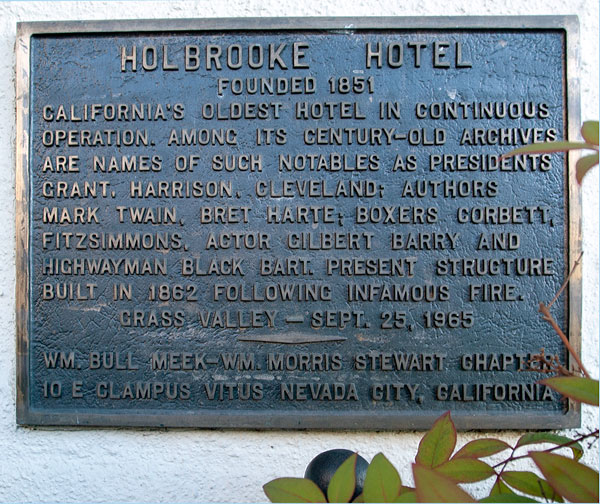 HOLBROOKE HOTEL
FOUNDED 1851
CALIFORNIA'S OLDEST HOTEL IN CONTINUOUS
OPERATION. AMONG ITS CENTURY-OLD ARCHIVES
ARE NAMES OF SUCH NOTABLES AS PRESIDENTS
GRANT, HARRISON, CLEVELAND; AUTHORS
MARK TWAIN, BRET HARTE; BOXERS CORBETT,
FITZSIMMONS, ACTOR GILBERT BARRY AND
HIGHWAYMAN BLACK BART. PRESENT STRUCTURE
BUILT IN 1862 FOLLOWING INFAMOUS FIRE.
GRASS VALLEY - SEPT. 25, 1965
WM. BULL MEEK-WM. MORRIS STEWART CHAPTER
10 E CLAMPUS VITUS NEVADA CITY, CALIFORNIA